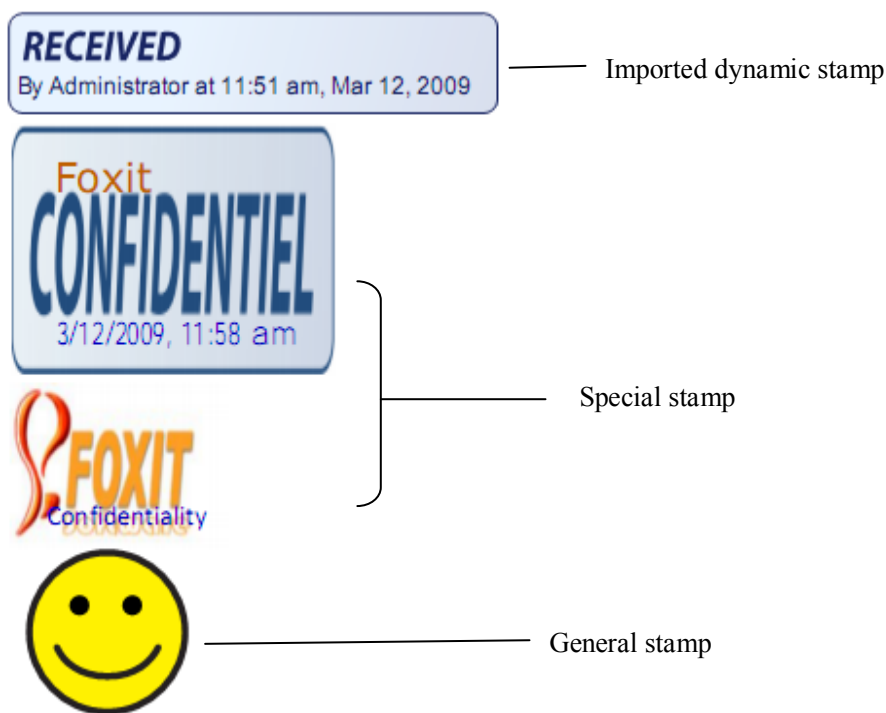 RECEIVED
By Administrator at 11:51 am, Mar 12, 2009
Imported dynamic stamp
Foxit
CONFIDENTIEL
3/12/2009, 11:58 am
Special stamp
FOXIT
Confidentiality
General stamp